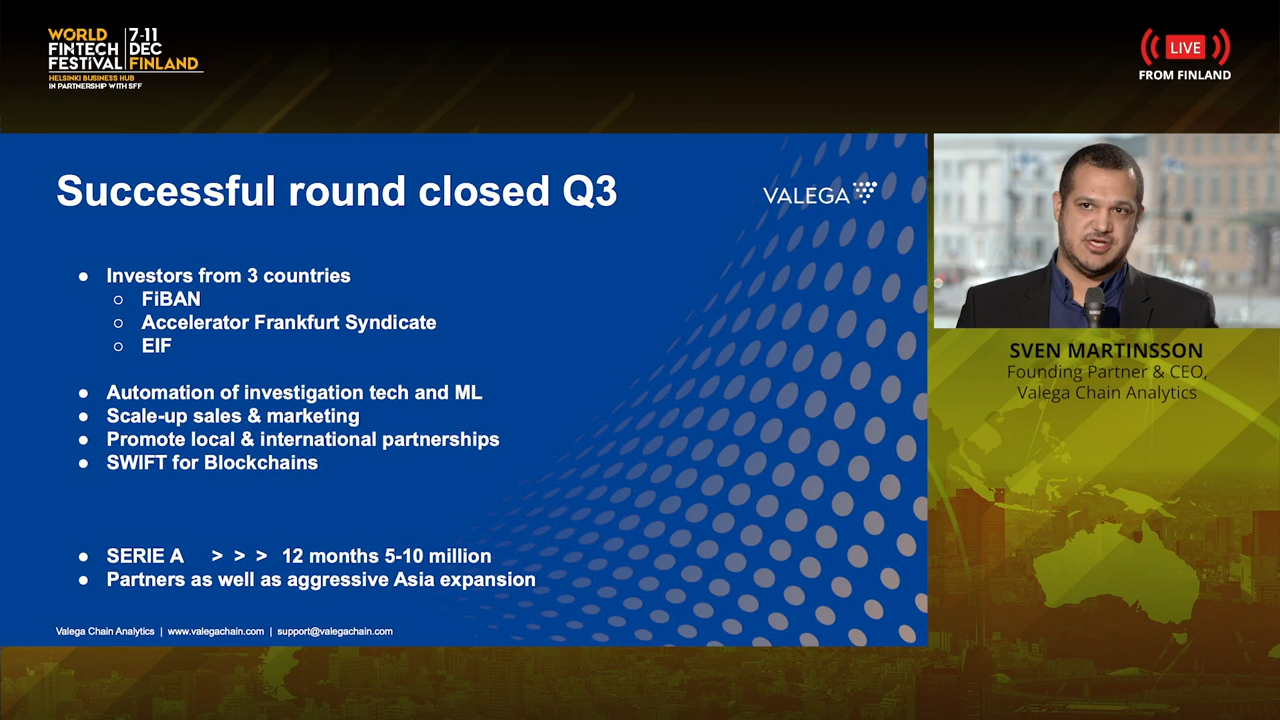 WORLD
FINTECH
FESTIVAL
7-11
DEC
FINLAND
HELSINKI BUSINESS HUB
IN PARTNERSHIP WITH SFF
LIVE
FROM FINLAND
Successful round closed Q3
VALEGA
● Investors from 3 countries
○ FiBAN
○ Accelerator Frankfurt Syndicate
○ EIF
● Automation of investigation tech and ML
● Scale-up sales & marketing
● Promote local & international partnerships
● SWIFT for Blockchains
● SERIE A > > > 12 months 5-10 million
● Partners as well as aggressive Asia expansion
Valega Chain Analytics | www.valegachain.com | support@valegachain.com
SVEN MARTINSSON
Founding Partner & CEO,
Valega Chain Analytics